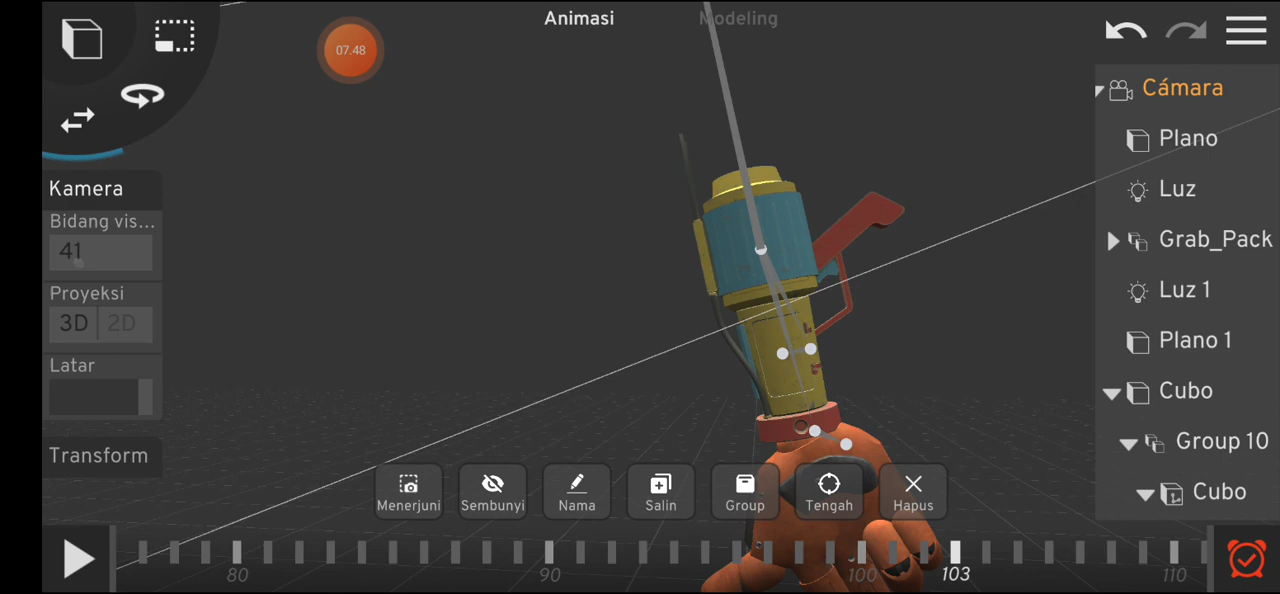 Animasi
Modeling
07.48
Kamera
Bidang vis...
41
Proyeksi
3D 2D
Latar
Transform
Cámara
Plano
Luz
Grab_Pack
Luz 1
Plano 1
Cubo
Group 10
Cubo
Menerjuni
Sembunyi
Nama
Salin
Group
Tengah
Hapus
80 90 100 103 110